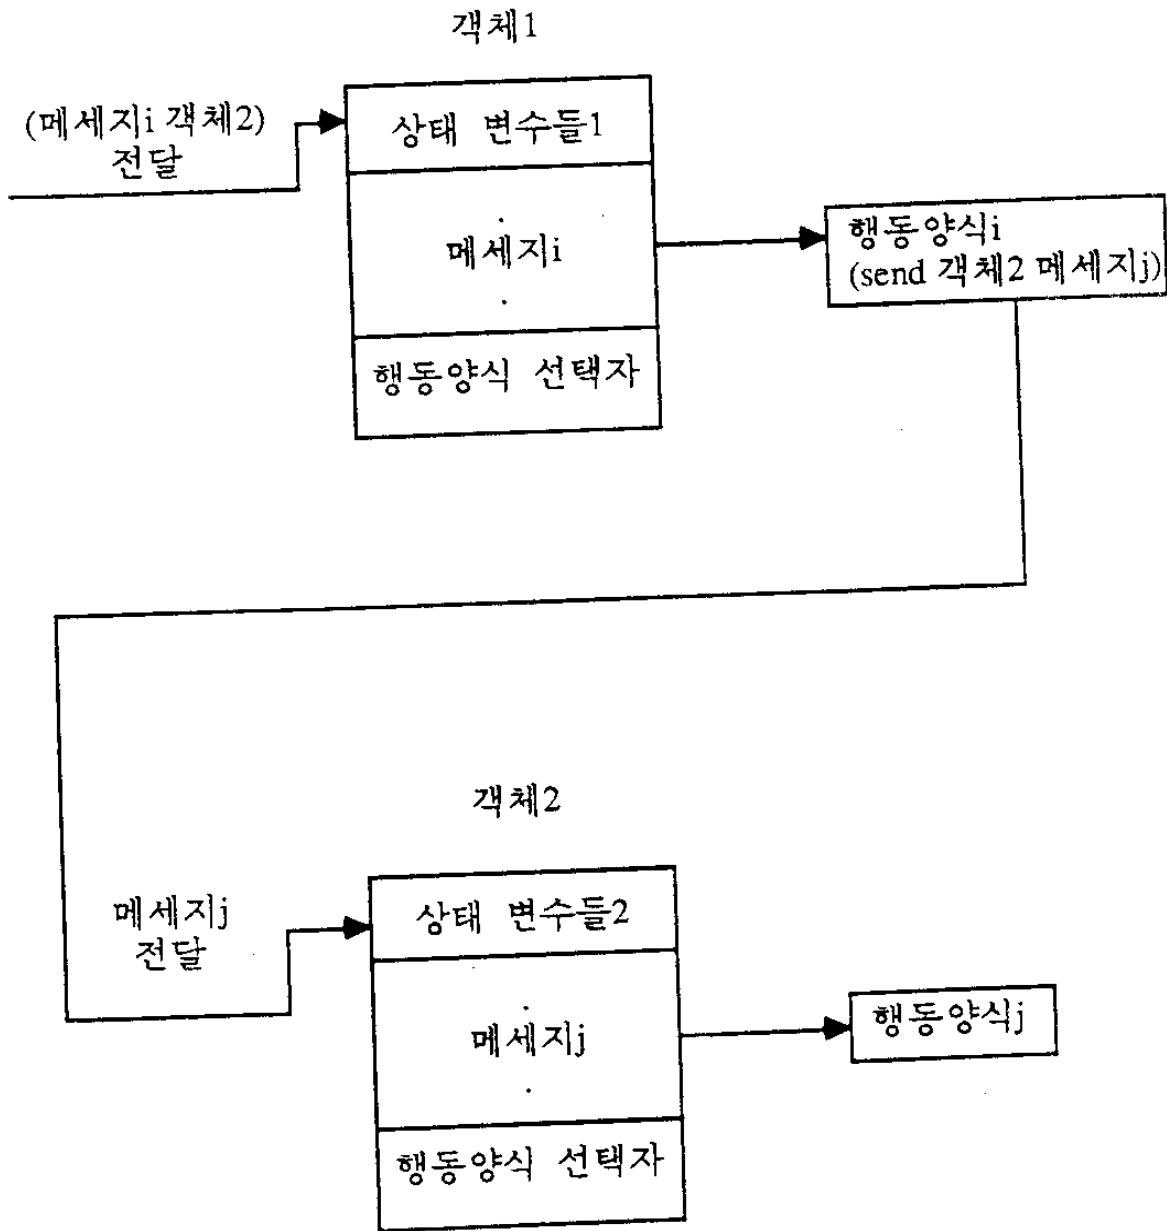 객체1
(메세지i 객체2)
전달
상태 변수들1
메세지i
행동양식i
(send 객체2 메세지j)
행동양식 선택자
객체2
메세지j
전달
상태 변수들2
메세지j
행동양식j
행동양식 선택자